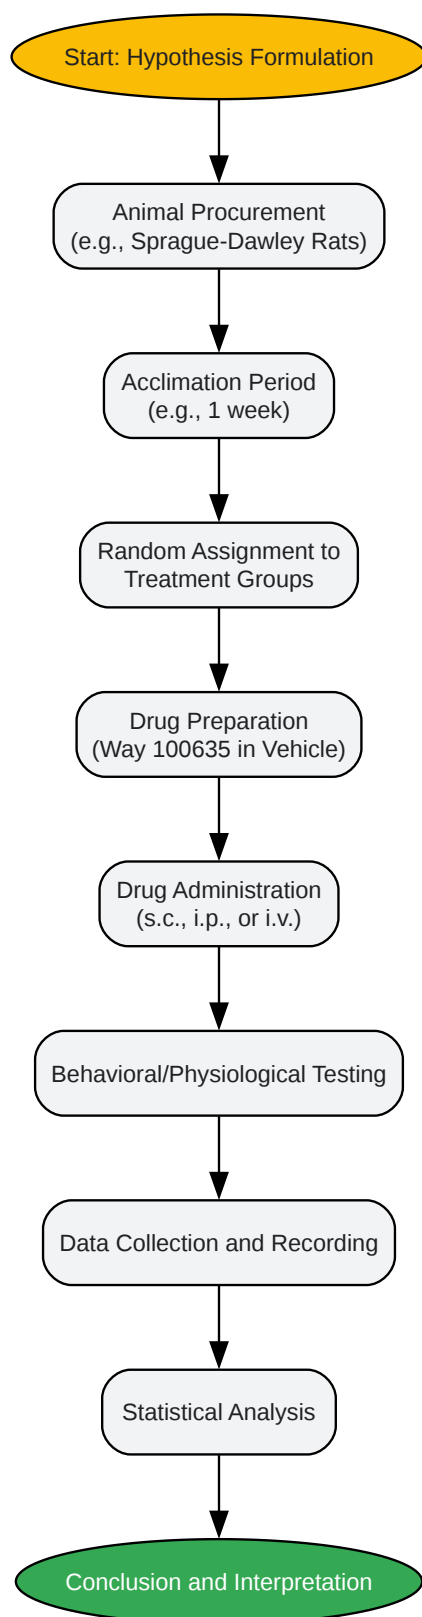 Start: Hypothesis Formulation
Animal Procurement
(e.g., Sprague-Dawley Rats)
Acclimation Period
(e.g., 1 week)
Random Assignment to
Treatment Groups
Drug Preparation
(Way 100635 in Vehicle)
Drug Administration
(s.c., i.p., or i.v.)
Behavioral/Physiological Testing
Data Collection and Recording
Statistical Analysis
Conclusion and Interpretation